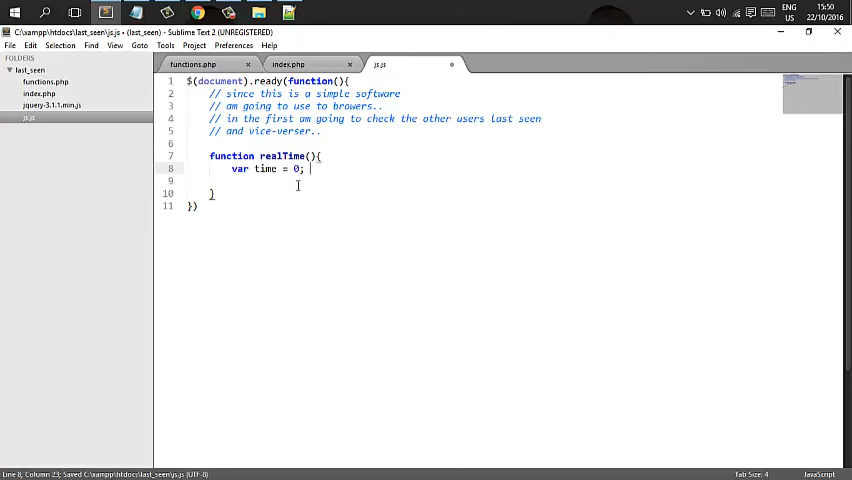 ENG
US
15:50
22/10/2016
C:\xampp\htdocs\last_seen\js.js • (last_seen) - Sublime Text 2 (UNREGISTERED)
File Edit Selection Find View Goto Tools Project Preferences Help
FOLDERS
last_seen
functions.php
index.php
jquery-3.1.1.min.js
js.js
functions.php × index.php × js.js
1 $(document).ready(function(){
2 // since this is a simple software
3 // am going to use to browers..
4 // in the first am going to check the other users last seen
5 // and vice-verser..
6
7 function realTime(){
8 var time = 0;
9
10 }
11 })
Line 8, Column 23; Saved C:\xampp\htdocs\last_seen\js.js (UTF-8)
Tab Size: 4
JavaScript